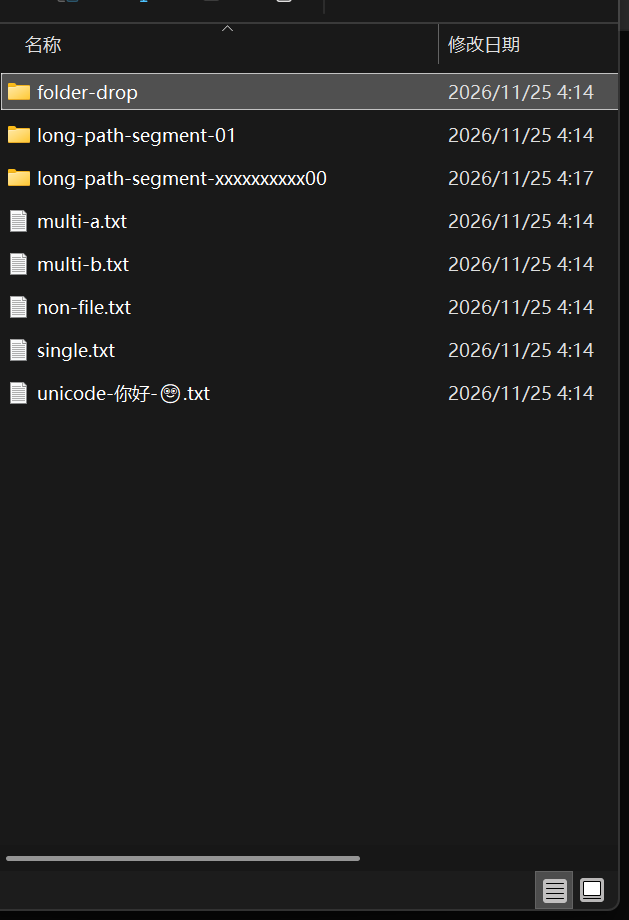 名称 修改日期
folder-drop 2026/11/25 4:14
long-path-segment-01 2026/11/25 4:14
long-path-segment-xxxxxxxxxx00 2026/11/25 4:17
multi-a.txt 2026/11/25 4:14
multi-b.txt 2026/11/25 4:14
non-file.txt 2026/11/25 4:14
single.txt 2026/11/25 4:14
unicode-你好-🤓.txt 2026/11/25 4:14